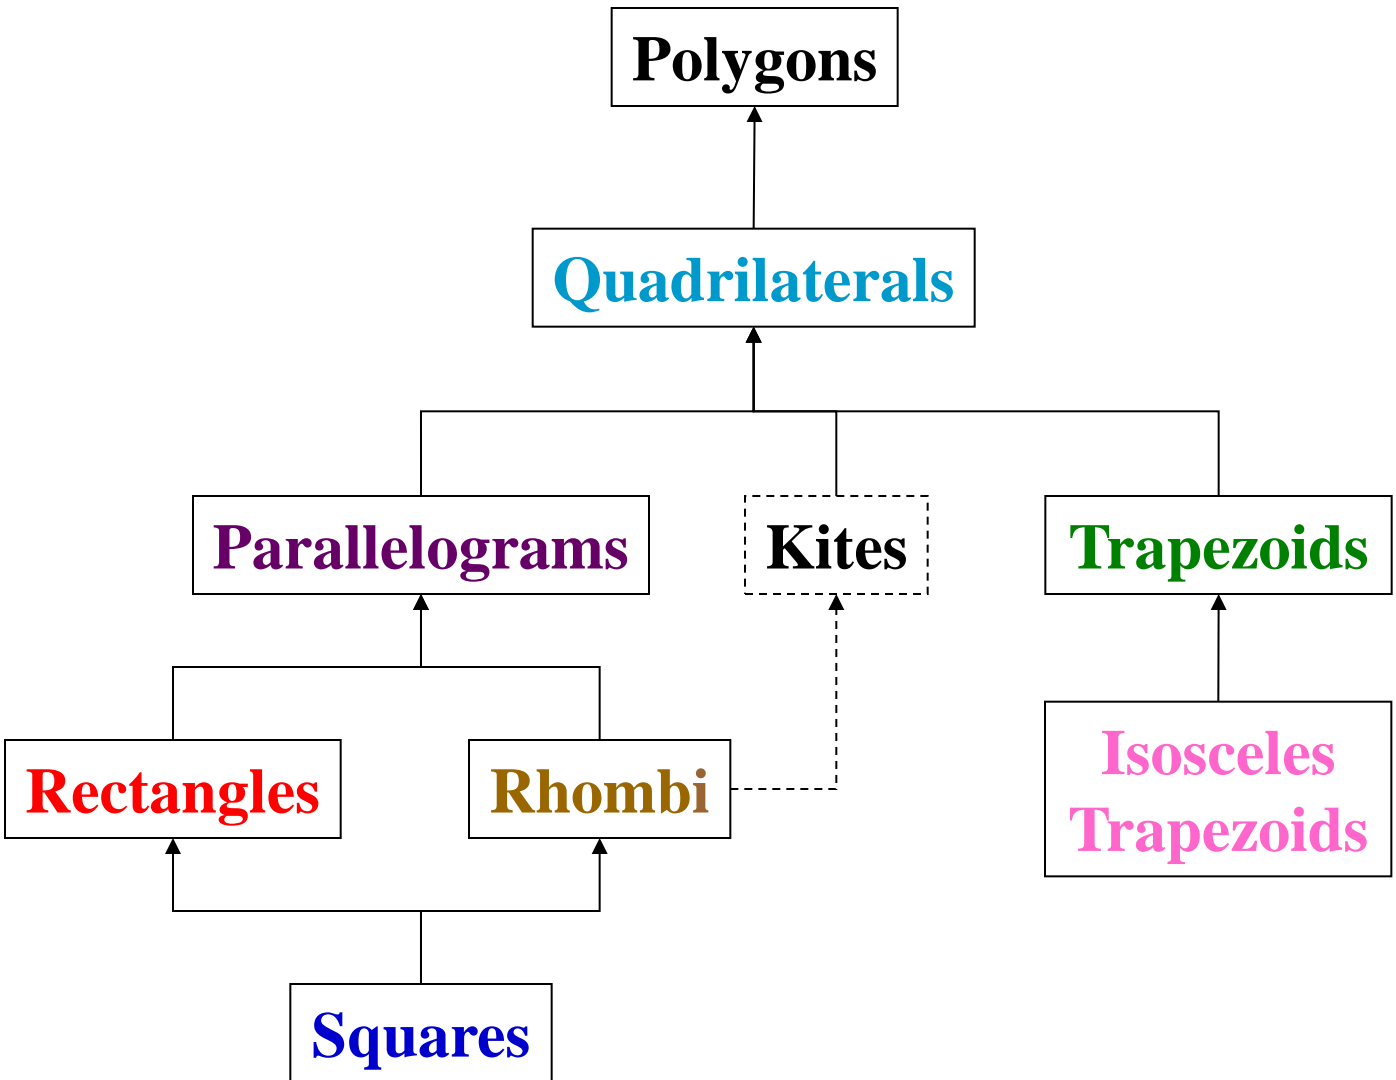 Polygons
Quadrilaterals
Parallelograms
Kites
Trapezoids
Rectangles
Rhombi
Isosceles
Trapezoids
Squares